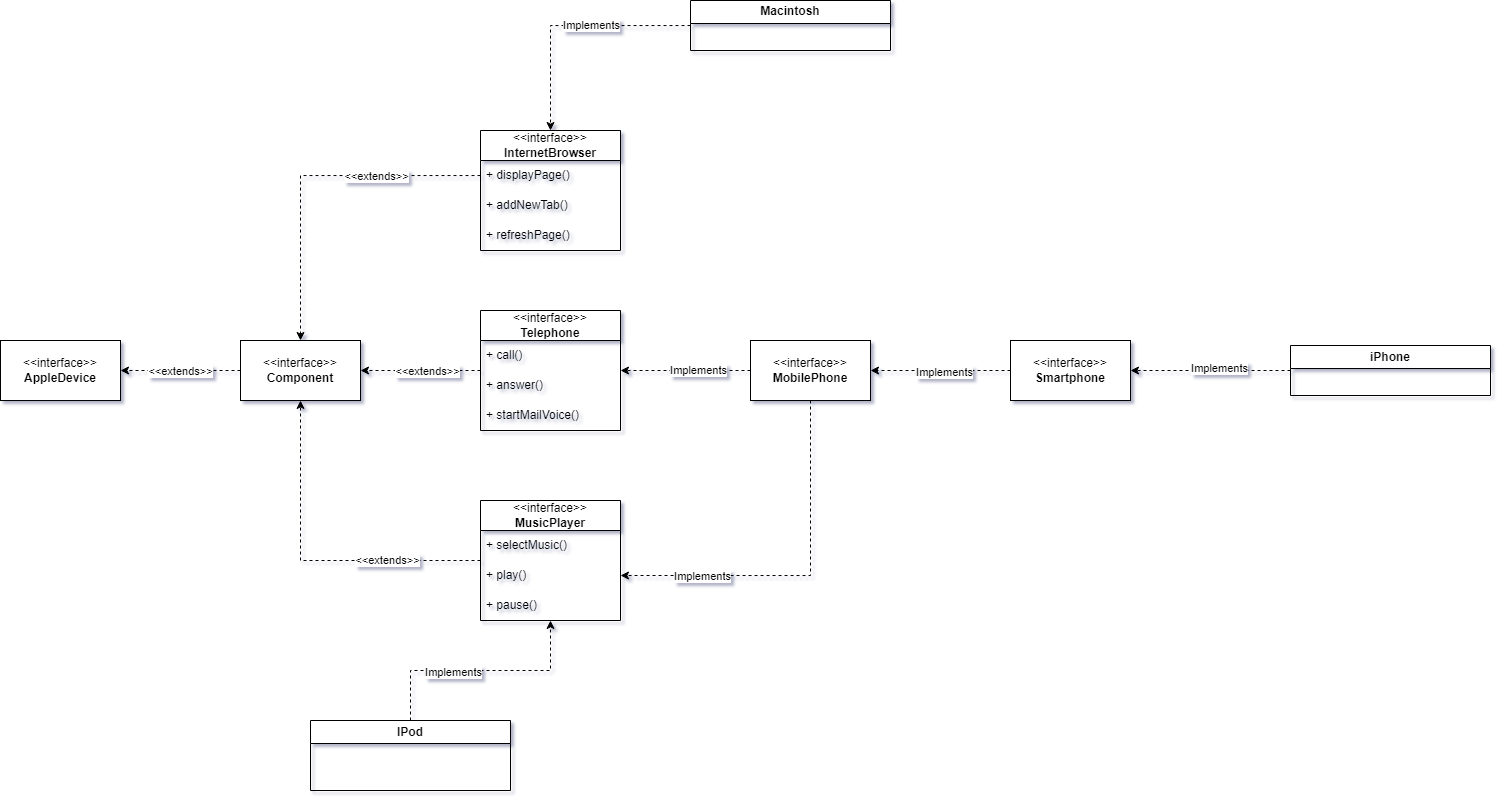 Macintosh
Implements
<<interface>>
InternetBrowser
+ displayPage()
+ addNewTab()
+ refreshPage()
<<extends>>
<<interface>>
AppleDevice
<<extends>>
<<interface>>
Component
<<extends>>
<<interface>>
Telephone
+ call()
+ answer()
+ startMailVoice()
Implements
<<interface>>
MobilePhone
Implements
<<interface>>
Smartphone
Implements
iPhone
<<interface>>
MusicPlayer
+ selectMusic()
+ play()
+ pause()
<<extends>>
Implements
Implements
IPod